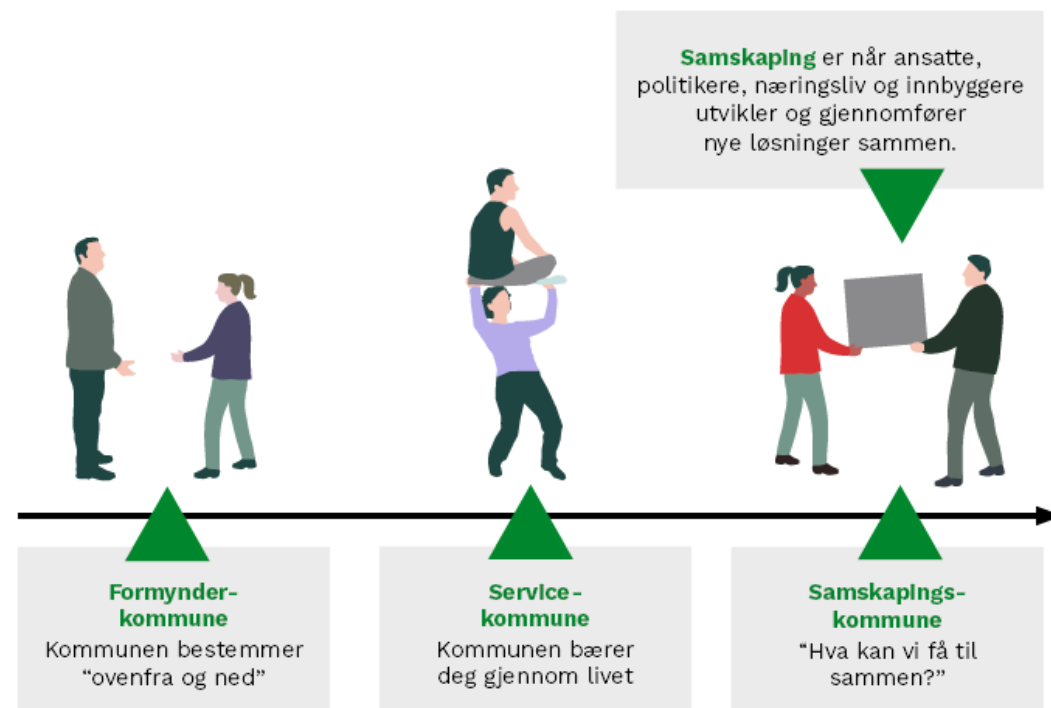 Samskaping er når ansatte,
politikere, næringsliv og innbyggere
utvikler og gjennomfører
nye løsninger sammen.
Formynder-
kommune
Kommunen bestemmer
“ovenfra og ned”
Service-
kommune
Kommunen bærer
deg gjennom livet
Samskapings-
kommune
“Hva kan vi få til
sammen?”